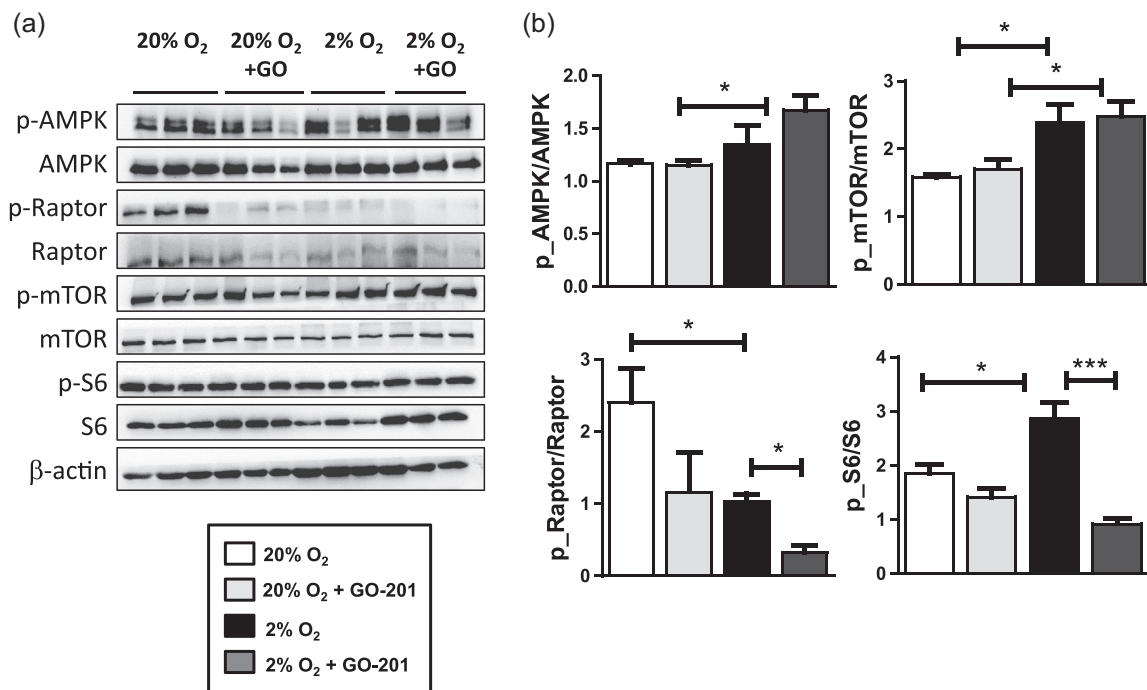 (a)
20% O₂ 20% O₂ 2% O₂ 2% O₂
+GO +GO
p-AMPK
AMPK
p-Raptor
Raptor
p-mTOR
mTOR
p-S6
S6
β-actin
20% O₂
20% O₂ + GO-201
2% O₂
2% O₂ + GO-201
(b)
p_AMPK/AMPK
2.0
1.5
1.0
0.5
0.0
*
p_mTOR/mTOR
3
2
1
0
*
*
p_Raptor/Raptor
3
2
1
0
*
*
p_S6/S6
4
3
2
1
0
*
***